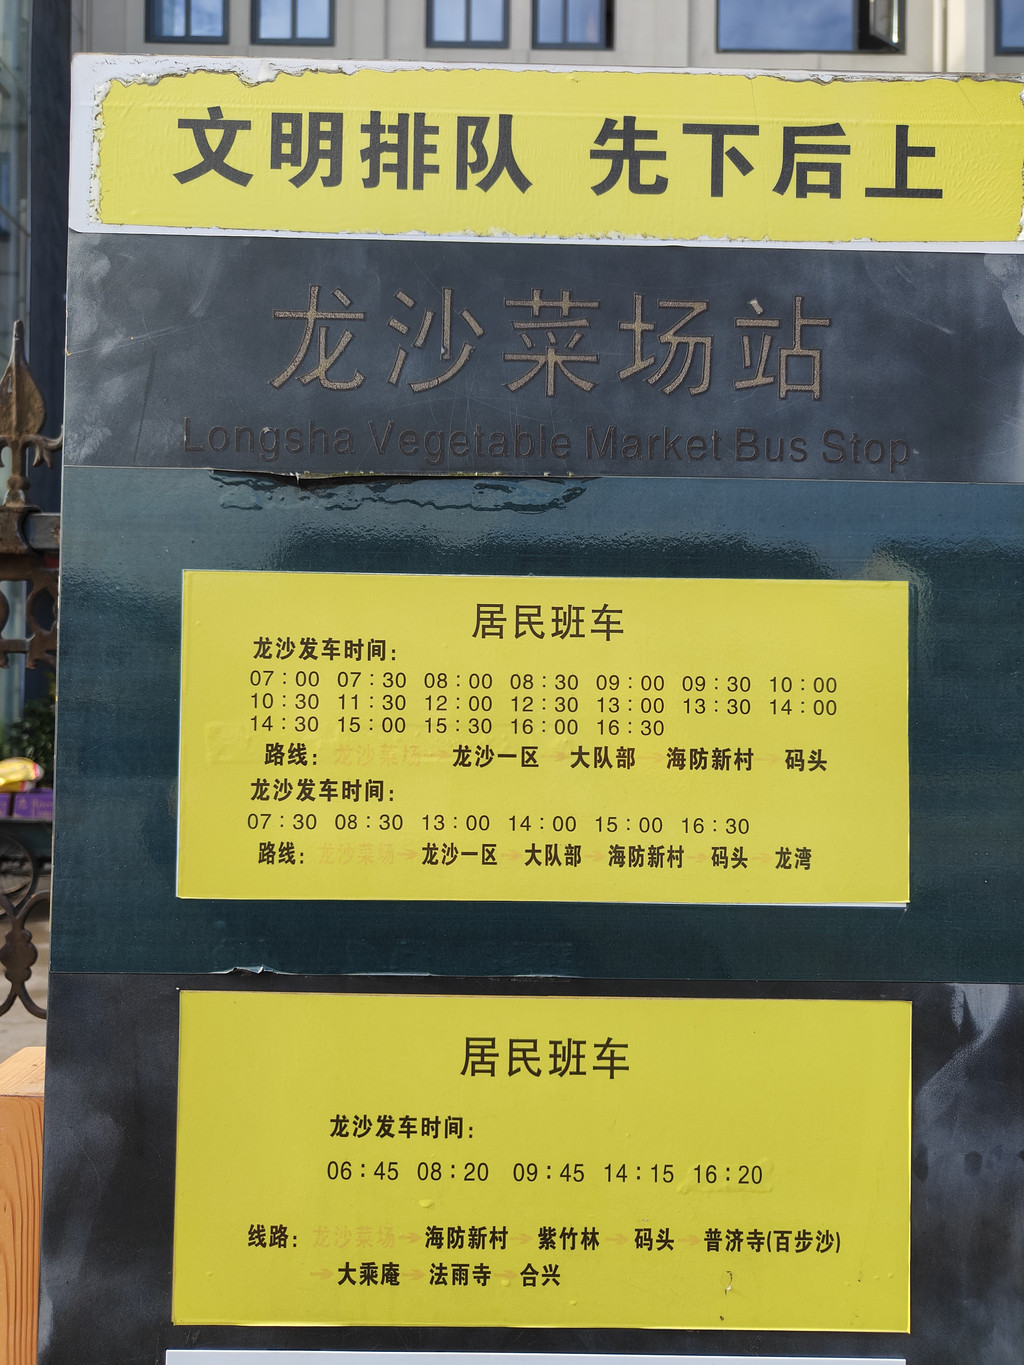 文明排队 先下后上
龙沙菜场站
Longsha Vegetable Market Bus Stop
居民班车
龙沙发车时间:
07:00 07:30 08:00 08:30 09:00 09:30 10:00
10:30 11:30 12:00 12:30 13:00 13:30 14:00
14:30 15:00 15:30 16:00 16:30
路线: 龙沙菜场→龙沙一区→大队部→海防新村→码头
龙沙发车时间:
07:30 08:30 13:00 14:00 15:00 16:30
路线: 龙沙菜场→龙沙一区→大队部→海防新村→码头→龙湾
居民班车
龙沙发车时间:
06:45 08:20 09:45 14:15 16:20
线路: 龙沙菜场→海防新村→紫竹林→码头→普济寺(百步沙)
→大乘庵→法雨寺→合兴